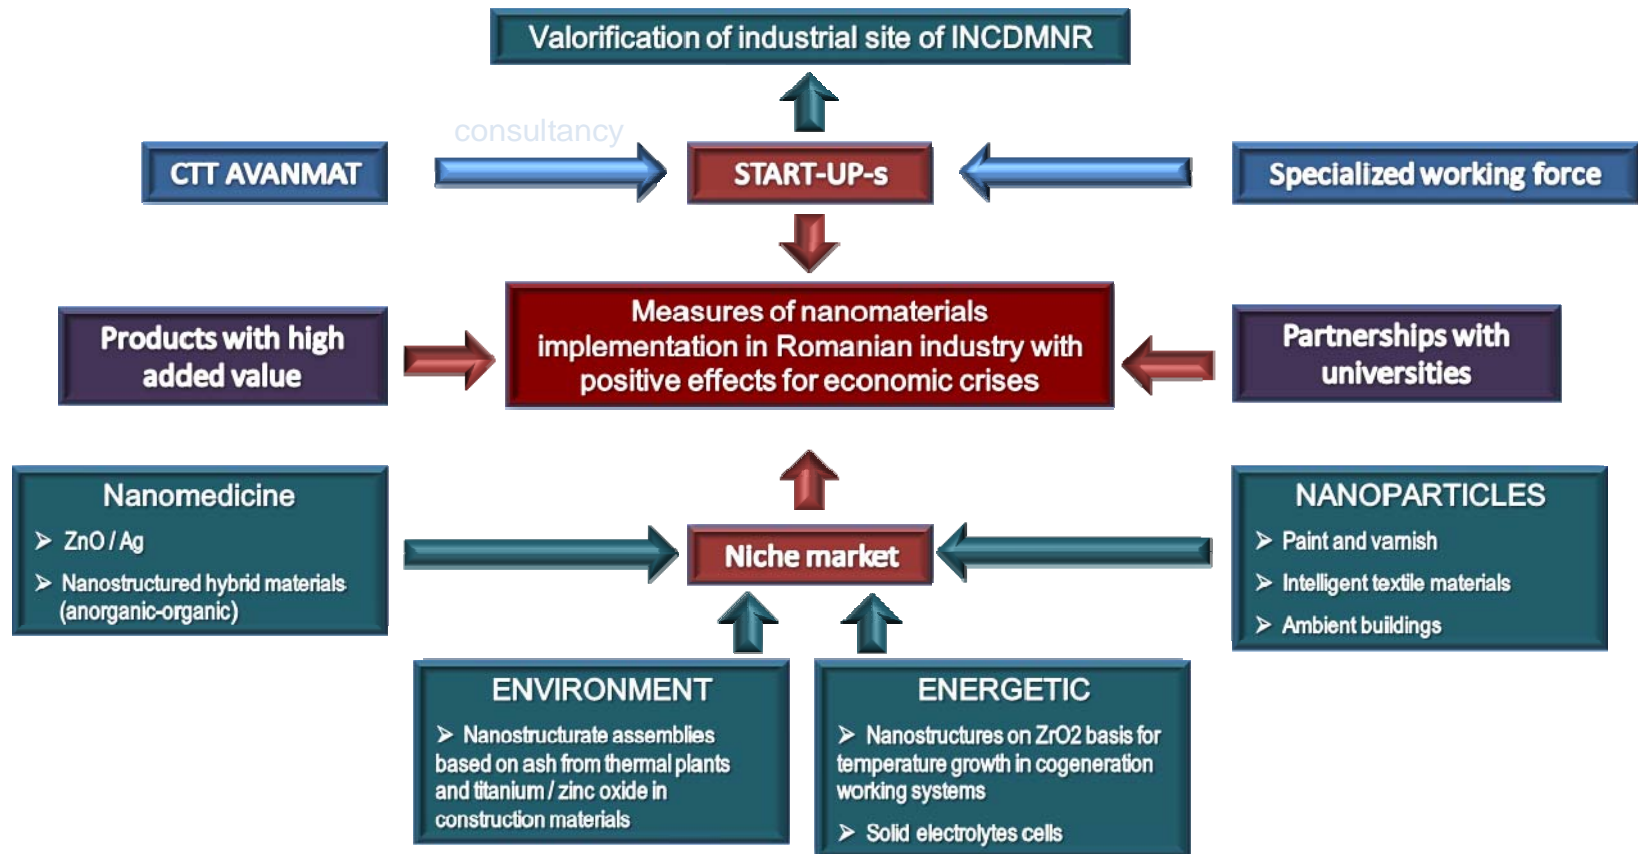 Valorification of industrial site of INCDMNR
consultancy
CTT AVANMAT
START-UP-s
Specialized working force
Products with high
added value
Measures of nanomaterials
implementation in Romanian industry with
positive effects for economic crises
Partnerships with
universities
Nanomedicine
➢ ZnO / Ag
➢ Nanostructured hybrid materials
(anorganic-organic)
Niche market
NANOPARTICLES
➢ Paint and varnish
➢ Intelligent textile materials
➢ Ambient buildings
ENVIRONMENT
➢ Nanostructurate assemblies
based on ash from thermal plants
and titanium / zinc oxide in
construction materials
ENERGETIC
➢ Nanostructures on ZrO2 basis for
temperature growth in cogeneration
working systems
➢ Solid electrolytes cells